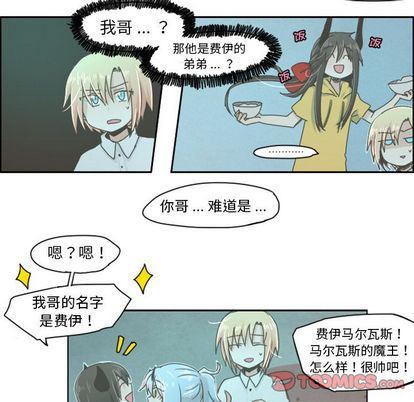 我哥 ... ？
那他是费伊的
弟弟 ... ？
饭
饭
饭
………………
你哥 ... 难道是 ...
嗯？嗯！
我哥的名字
是费伊！
费伊马尔瓦斯！
马尔瓦斯的魔王！
怎么样！很帅吧！
TOOMICS.COM